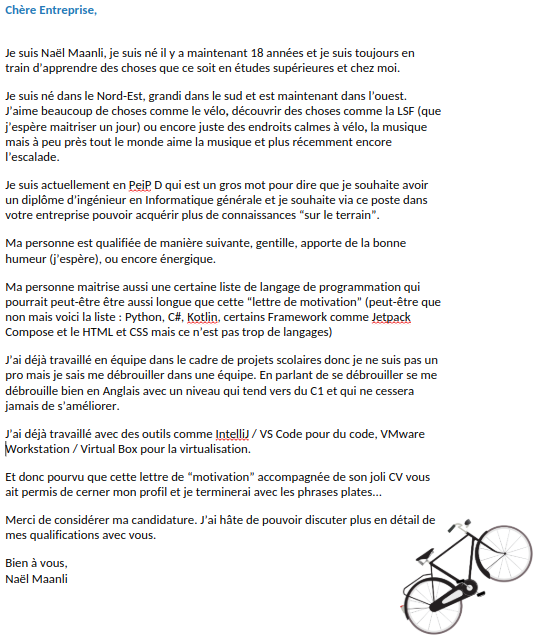 Chère Entreprise,
Je suis Naël Maanli, je suis né il y a maintenant 18 années et je suis toujours en
train d’apprendre des choses que ce soit en études supérieures et chez moi.
Je suis né dans le Nord-Est, grandi dans le sud et est maintenant dans l’ouest.
J’aime beaucoup de choses comme le vélo, découvrir des choses comme la LSF (que
j’espère maitriser un jour) ou encore juste des endroits calmes à vélo, la musique
mais à peu près tout le monde aime la musique et plus récemment encore
l’escalade.
Je suis actuellement en PeiP D qui est un gros mot pour dire que je souhaite avoir
un diplôme d’ingénieur en Informatique générale et je souhaite via ce poste dans
votre entreprise pouvoir acquérir plus de connaissances “sur le terrain”.
Ma personne est qualifiée de manière suivante, gentille, apporte de la bonne
humeur (j’espère), ou encore énergique.
Ma personne maitrise aussi une certaine liste de langage de programmation qui
pourrait peut-être être aussi longue que cette “lettre de motivation” (peut-être que
non mais voici la liste : Python, C#, Kotlin, certains Framework comme Jetpack
Compose et le HTML et CSS mais ce n’est pas trop de langages)
J’ai déjà travaillé en équipe dans le cadre de projets scolaires donc je ne suis pas un
pro mais je sais me débrouiller dans une équipe. En parlant de se débrouiller se me
débrouille bien en Anglais avec un niveau qui tend vers du C1 et qui ne cessera
jamais de s’améliorer.
J’ai déjà travaillé avec des outils comme IntelliJ / VS Code pour du code, VMware
Workstation / Virtual Box pour la virtualisation.
Et donc pourvu que cette lettre de “motivation” accompagnée de son joli CV vous
ait permis de cerner mon profil et je terminerai avec les phrases plates...
Merci de considérer ma candidature. J’ai hâte de pouvoir discuter plus en détail de
mes qualifications avec vous.
Bien à vous,
Naël Maanli